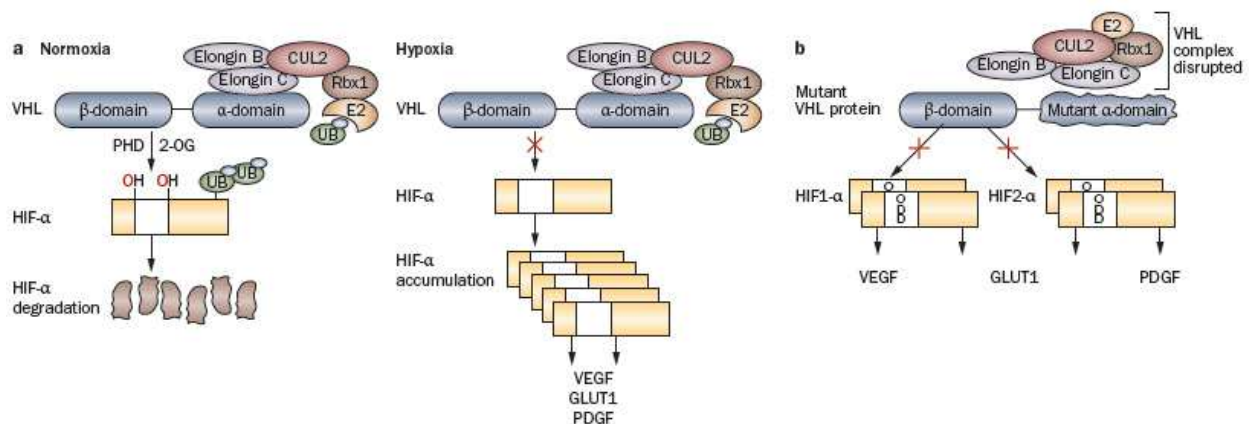 a Normoxia
Elongin B
CUL2
Elongin C
Rbx1
VHL
β-domain
α-domain
E2
UB
PHD 2-OG
OH OH
UB UB
HIF-α
HIF-α
degradation
Hypoxia
Elongin B
CUL2
Elongin C
Rbx1
VHL
β-domain
α-domain
E2
UB
HIF-α
HIF-α
accumulation
VEGF
GLUT1
PDGF
b
E2
CUL2
Rbx1
Elongin B
Elongin C
VHL
complex
disrupted
Mutant
VHL protein
β-domain
Mutant α-domain
HIF1-α
O
O
D
D
HIF2-α
O
O
D
D
VEGF
GLUT1
PDGF